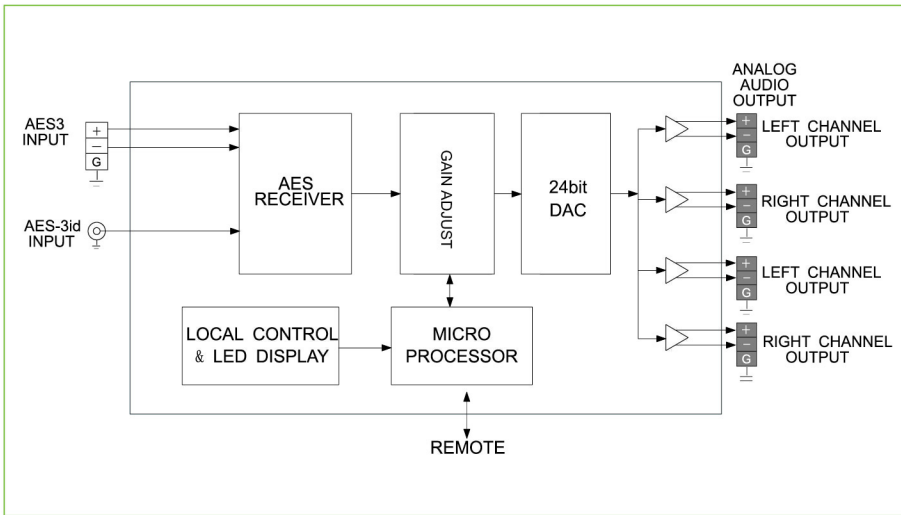 ANALOG
AUDIO
OUTPUT
AES3
INPUT
+
−
G
AES-3id
INPUT
AES
RECEIVER
GAIN ADJUST
24bit
DAC
LOCAL CONTROL
& LED DISPLAY
MICRO
PROCESSOR
REMOTE
+
−
G
LEFT CHANNEL
OUTPUT
+
−
G
RIGHT CHANNEL
OUTPUT
+
−
G
LEFT CHANNEL
OUTPUT
+
−
G
RIGHT CHANNEL
OUTPUT